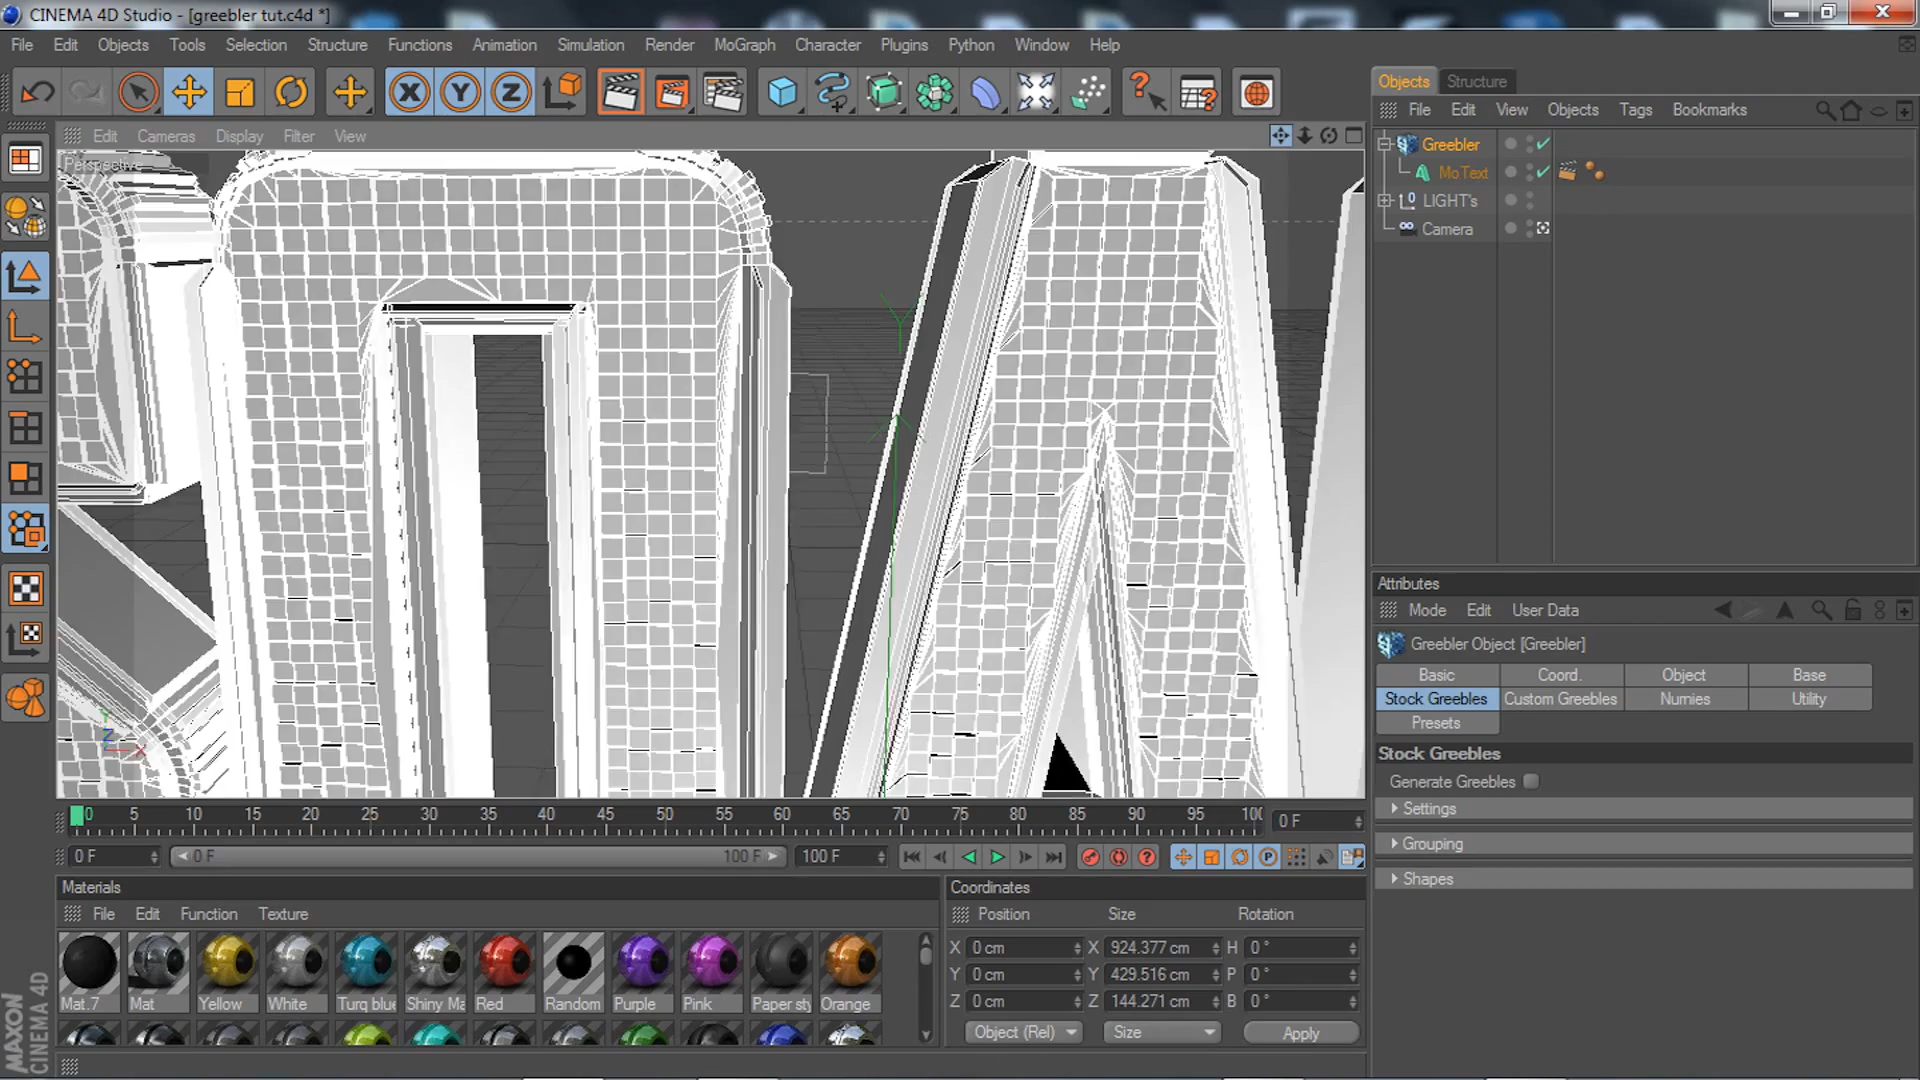 CINEMA 4D Studio - [greebler tut.c4d *]
File Edit Objects Tools Selection Structure Functions Animation Simulation Render MoGraph Character Plugins Python Window Help
X Y Z
Edit Cameras Display Filter View
Perspective
Y
Z
X
0 5 10 15 20 25 30 35 40 45 50 55 60 65 70 75 80 85 90 95 100
0 F
0 F
0 F 100 F
100 F
Materials
File Edit Function Texture
Mat.7 Mat Yellow White Turq blue Shiny Ma Red Random Purple Pink Paper sty Orange
Coordinates
Position Size Rotation
X 0 cm X 924.377 cm H 0 °
Y 0 cm Y 429.516 cm P 0 °
Z 0 cm Z 144.271 cm B 0 °
Object (Rel) Size Apply
MAXON
CINEMA 4D
Objects Structure
File Edit View Objects Tags Bookmarks
Greebler
MoText
LIGHT's
Camera
Attributes
Mode Edit User Data
Greebler Object [Greebler]
Basic Coord. Object Base
Stock Greebles Custom Greebles Nurnies Utility
Presets
Stock Greebles
Generate Greebles
Settings
Grouping
Shapes